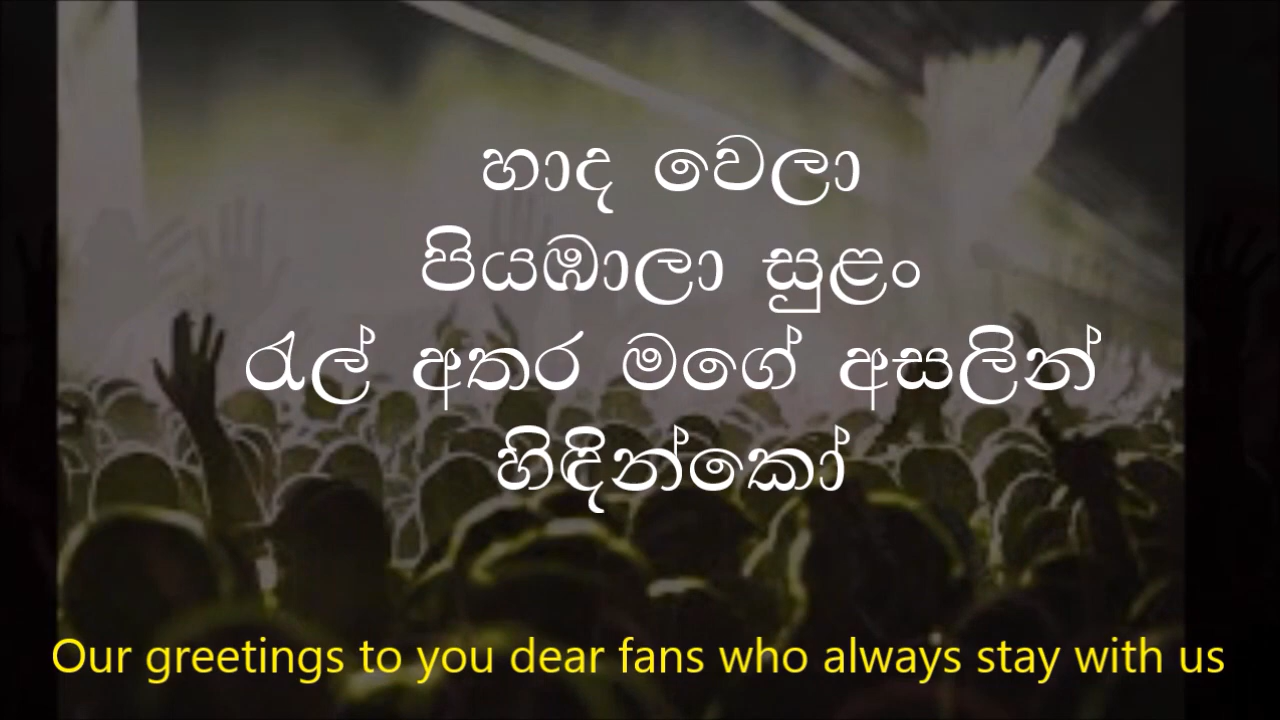 හාද වෙලා
පියඹාලා සුළං
රැල් අතර මගේ අසලින්
හිඳින්කෝ
Our greetings to you dear fans who always stay with us